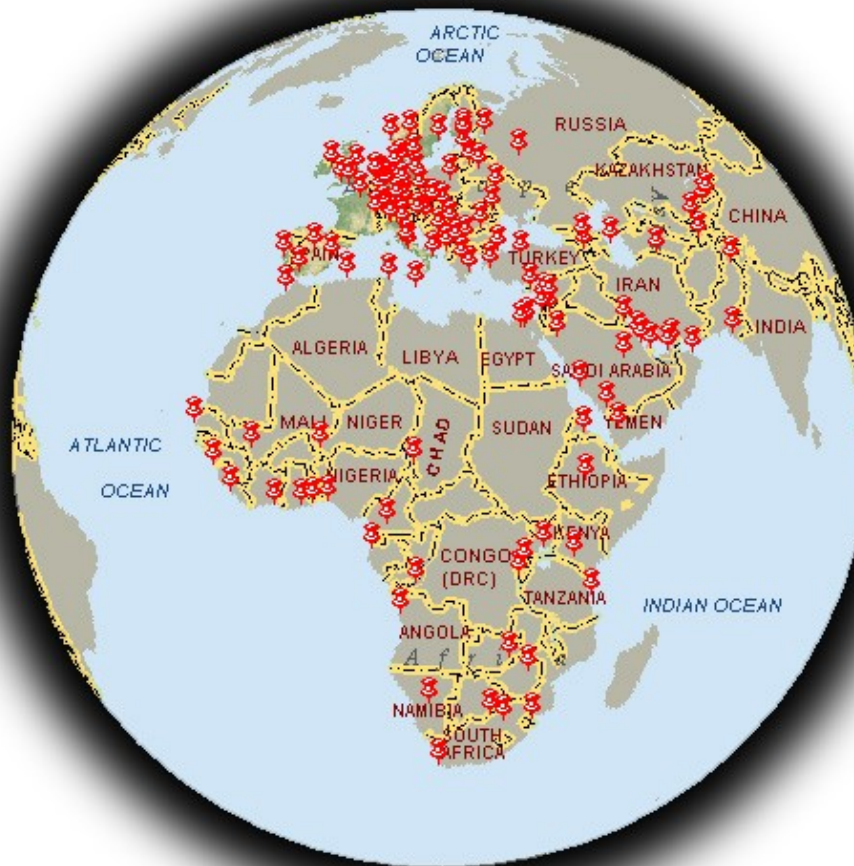 ARCTIC
OCEAN
RUSSIA
KAZAKHSTAN
CHINA
TURKEY
IRAN
INDIA
ALGERIA
LIBYA
EGYPT
SAUDI ARABIA
MALI
NIGER
CHAD
SUDAN
YEMEN
ATLANTIC
OCEAN
NIGERIA
ETHIOPIA
KENYA
CONGO
(DRC)
TANZANIA
INDIAN OCEAN
ANGOLA
NAMIBIA
SOUTH
AFRICA